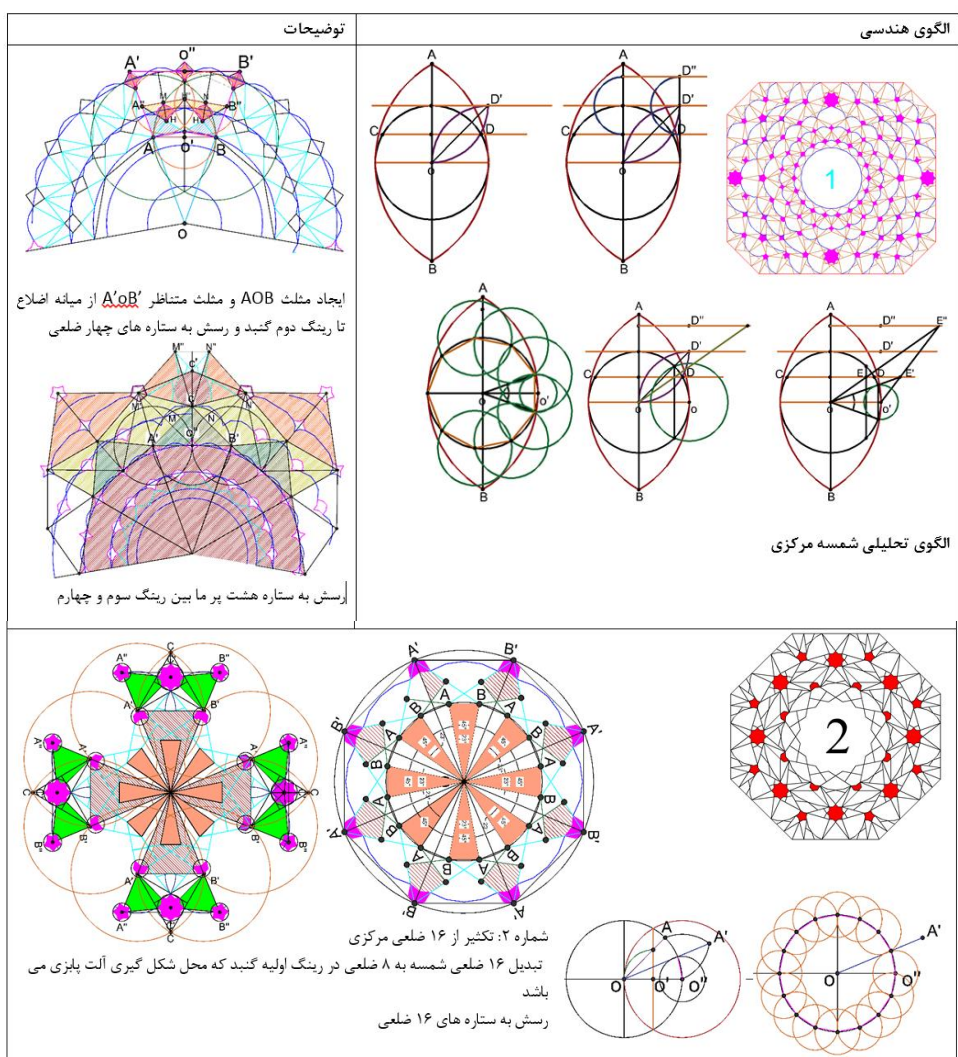 الگوی هندسی
توضیحات
A
D'
C
D
o
B
A
D''
D'
C
D
o
B
1
A
o
o'
B
A
D''
D'
C
D
o
o
B
A
D''
E''
D'
C
E
D
E'
o
o'
B
الگوی تحلیلی شمسه مرکزی
A'
o''
B'
A''
M
H'
N
B''
H
H
A
o'
B
O
ایجاد مثلث AOB و مثلث متناظر A'oB' از میانه اضلاع
تا رینگ دوم گنبد و رسش به ستاره های چهار ضلعی
M''
N''
C'
M'
C
N'
M
N
A'
O''
B'
رسش به ستاره هشت پر ما بین رینگ سوم و چهارم
2
A'
B'
A
B
A''
C
B''
A'
B'
شماره ۲: تکثیر از ۱۶ ضلعی مرکزی
تبدیل ۱۶ ضلعی شمسه به ۸ ضلعی در رینگ اولیه گنبد که محل شکل گیری آلت پابزی می
باشد
رسش به ستاره های ۱۶ ضلعی
A
A'
O
O'
O''
A'
O
O''